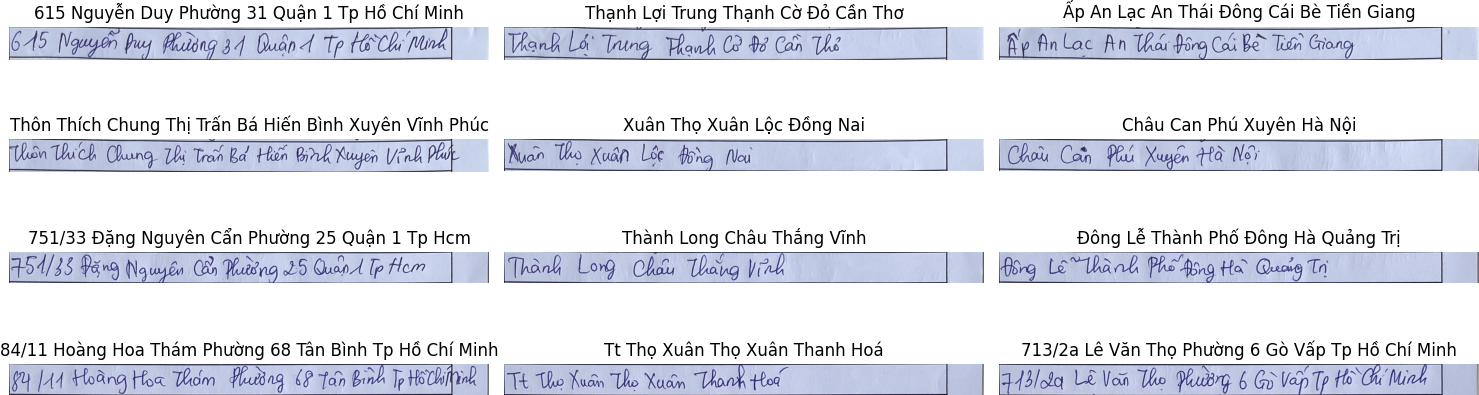 615 Nguyễn Duy Phường 31 Quận 1 Tp Hồ Chí Minh
615 Nguyễn Duy Phường 31 Quận 1 Tp Hồ Chí Minh
Thạnh Lợi Trung Thạnh Cờ Đỏ Cần Thơ
Thạnh Lợi Trung Thạnh Cờ Đỏ Cần Thơ
Ấp An Lạc An Thái Đông Cái Bè Tiền Giang
Ấp An Lạc An Thái Đông Cái Bè Tiền Giang
Thôn Thích Chung Thị Trấn Bá Hiến Bình Xuyên Vĩnh Phúc
Thôn Thích Chung Thị Trấn Bá Hiến Bình Xuyên Vĩnh Phúc
Xuân Thọ Xuân Lộc Đồng Nai
Xuân Thọ Xuân Lộc Đồng Nai
Châu Can Phú Xuyên Hà Nội
Châu Can Phú Xuyên Hà Nội
751/33 Đặng Nguyên Cẩn Phường 25 Quận 1 Tp Hcm
751/33 Đặng Nguyên Cẩn Phường 25 Quận 1 Tp Hcm
Thành Long Châu Thắng Vĩnh
Thành Long Châu Thắng Vĩnh
Đông Lễ Thành Phố Đông Hà Quảng Trị
Đông Lễ Thành Phố Đông Hà Quảng Trị
84/11 Hoàng Hoa Thám Phường 68 Tân Bình Tp Hồ Chí Minh
84/11 Hoàng Hoa Thám Phường 68 Tân Bình Tp Hồ Chí Minh
Tt Thọ Xuân Thọ Xuân Thanh Hoá
Tt Thọ Xuân Thọ Xuân Thanh Hoá
713/2a Lê Văn Thọ Phường 6 Gò Vấp Tp Hồ Chí Minh
713/2a Lê Văn Thọ Phường 6 Gò Vấp Tp Hồ Chí Minh